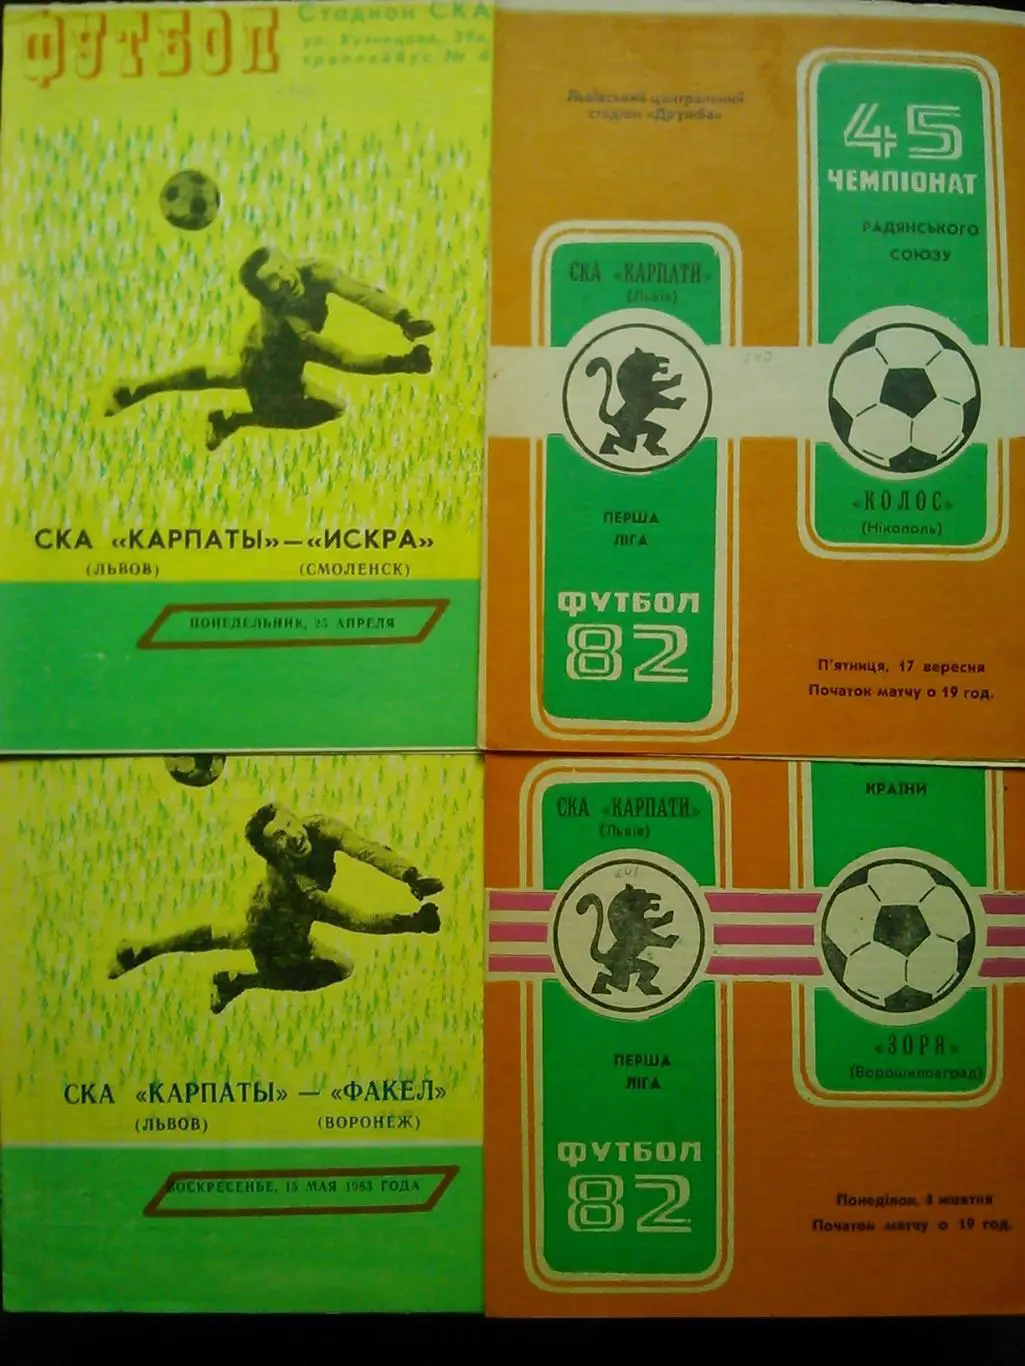 ФУТБОЛ
Стадион СКА
ул. Кузнецова, 39а,
троллейбус № 6
СКА «КАРПАТЫ»—«ИСКРА»
(ЛЬВОВ)
(СМОЛЕНСК)
ПОНЕДЕЛЬНИК, 25 АПРЕЛЯ
Львівський центральний
стадіон «Дружба»
45
ЧЕМПІОНАТ
РАДЯНСЬКОГО
СОЮЗУ
СКА «КАРПАТИ»
(Львів)
240
«КОЛОС»
(Нікополь)
ПЕРША
ЛІГА
ФУТБОЛ
82
П'ятниця, 17 вересня
Початок матчу о 19 год.
СКА «КАРПАТЫ» — «ФАКЕЛ»
(ЛЬВОВ)
(ВОРОНЕЖ)
ВОСКРЕСЕНЬЕ, 15 МАЯ 1983 ГОДА
КРАЇНИ
СКА «КАРПАТИ»
(Львів)
241
«ЗОРЯ»
(Ворошиловград)
ПЕРША
ЛІГА
ФУТБОЛ
82
Понеділок, 4 жовтня
Початок матчу о 19 год.